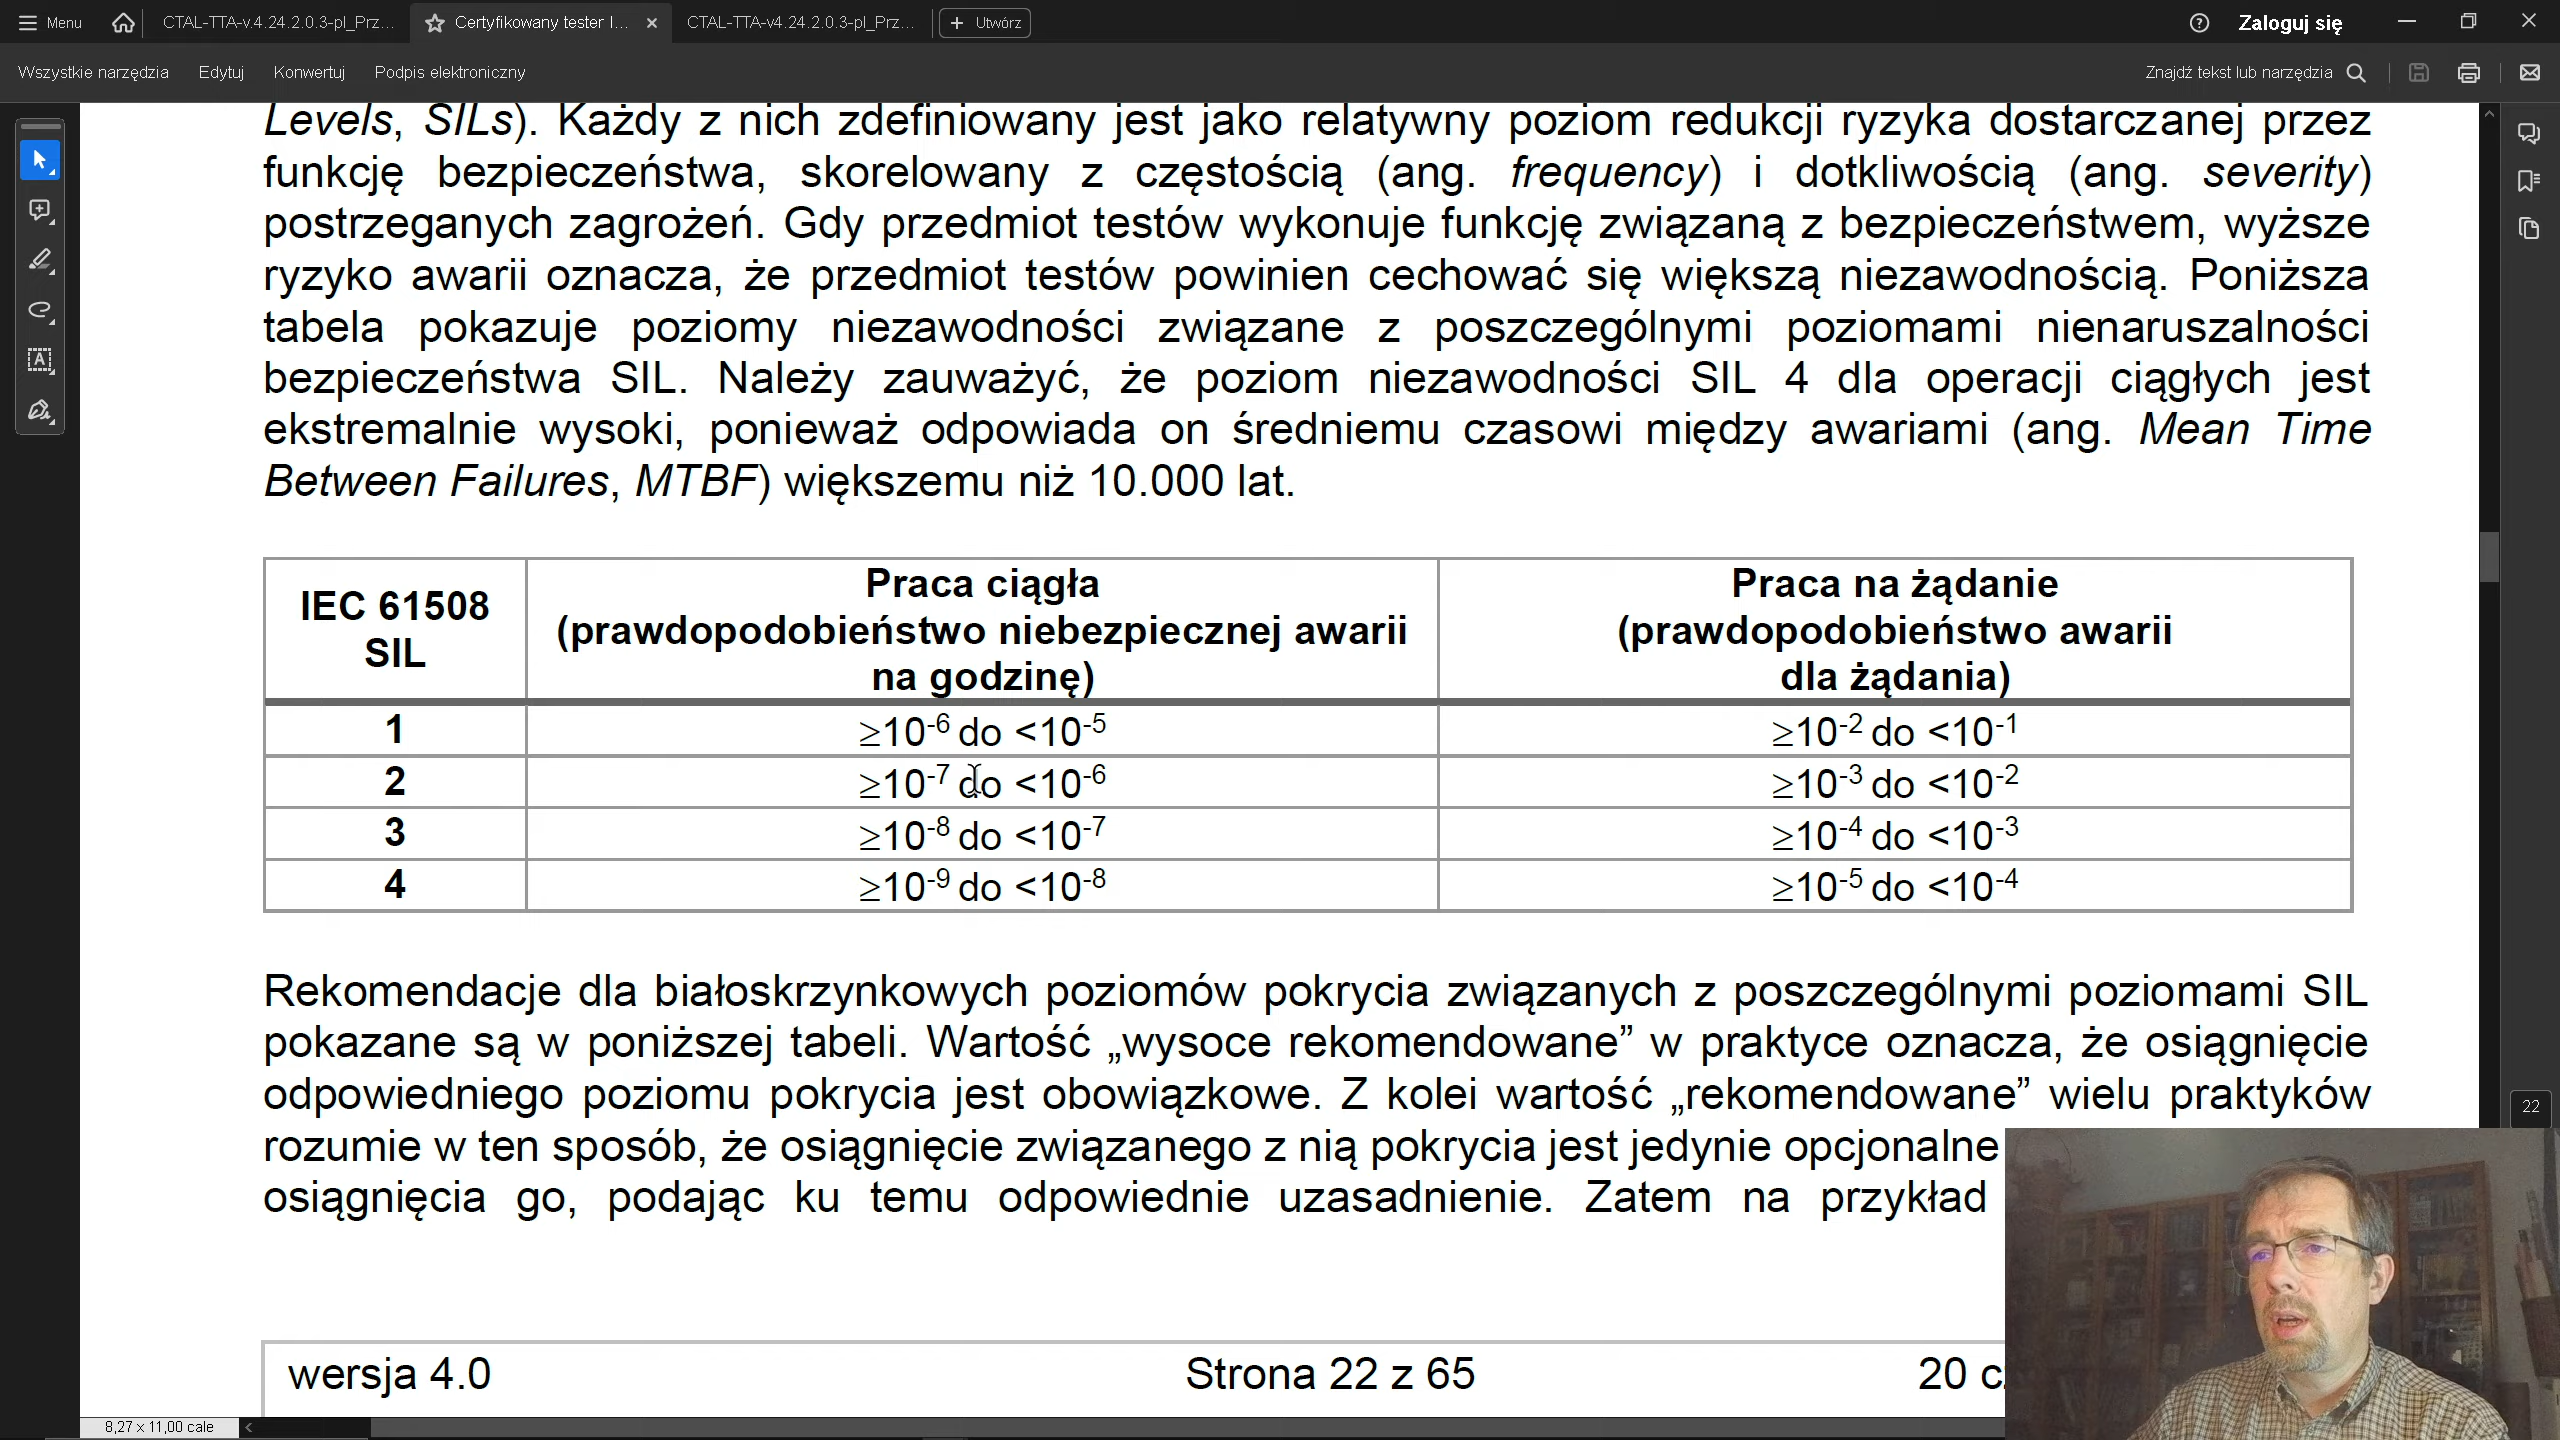 Menu
CTAL-TTA-v.4.24.2.0.3-pl_Prz...
Certyfikowany tester I...
CTAL-TTA-v4.24.2.0.3-pl_Prz...
Utwórz
Zaloguj się
Wszystkie narzędzia
Edytuj
Konwertuj
Podpis elektroniczny
Znajdź tekst lub narzędzia
Levels, SILs). Każdy z nich zdefiniowany jest jako relatywny poziom redukcji ryzyka dostarczanej przez
funkcję bezpieczeństwa, skorelowany z częstością (ang. frequency) i dotkliwością (ang. severity)
postrzeganych zagrożeń. Gdy przedmiot testów wykonuje funkcję związaną z bezpieczeństwem, wyższe
ryzyko awarii oznacza, że przedmiot testów powinien cechować się większą niezawodnością. Poniższa
tabela pokazuje poziomy niezawodności związane z poszczególnymi poziomami nienaruszalności
bezpieczeństwa SIL. Należy zauważyć, że poziom niezawodności SIL 4 dla operacji ciągłych jest
ekstremalnie wysoki, ponieważ odpowiada on średniemu czasowi między awariami (ang. Mean Time
Between Failures, MTBF) większemu niż 10.000 lat.
IEC 61508
SIL
Praca ciągła
(prawdopodobieństwo niebezpiecznej awarii
na godzinę)
Praca na żądanie
(prawdopodobieństwo awarii
dla żądania)
1 ≥10⁻⁶ do <10⁻⁵ ≥10⁻² do <10⁻¹
2 ≥10⁻⁷ do <10⁻⁶ ≥10⁻³ do <10⁻²
3 ≥10⁻⁸ do <10⁻⁷ ≥10⁻⁴ do <10⁻³
4 ≥10⁻⁹ do <10⁻⁸ ≥10⁻⁵ do <10⁻⁴
Rekomendacje dla białoskrzynkowych poziomów pokrycia związanych z poszczególnymi poziomami SIL
pokazane są w poniższej tabeli. Wartość „wysoce rekomendowane” w praktyce oznacza, że osiągnięcie
odpowiedniego poziomu pokrycia jest obowiązkowe. Z kolei wartość „rekomendowane” wielu praktyków
rozumie w ten sposób, że osiągnięcie związanego z nią pokrycia jest jedynie opcjonalne
osiągnięcia go, podając ku temu odpowiednie uzasadnienie. Zatem na przykład
22
wersja 4.0
Strona 22 z 65
20
8,27 x 11,00 cale